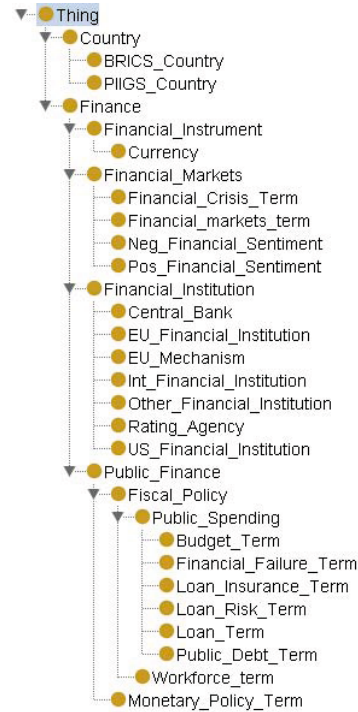 Thing
Country
BRICS_Country
PIIGS_Country
Finance
Financial_Instrument
Currency
Financial_Markets
Financial_Crisis_Term
Financial_markets_term
Neg_Financial_Sentiment
Pos_Financial_Sentiment
Financial_Institution
Central_Bank
EU_Financial_Institution
EU_Mechanism
Int_Financial_Institution
Other_Financial_Institution
Rating_Agency
US_Financial_Institution
Public_Finance
Fiscal_Policy
Public_Spending
Budget_Term
Financial_Failure_Term
Loan_Insurance_Term
Loan_Risk_Term
Loan_Term
Public_Debt_Term
Workforce_term
Monetary_Policy_Term